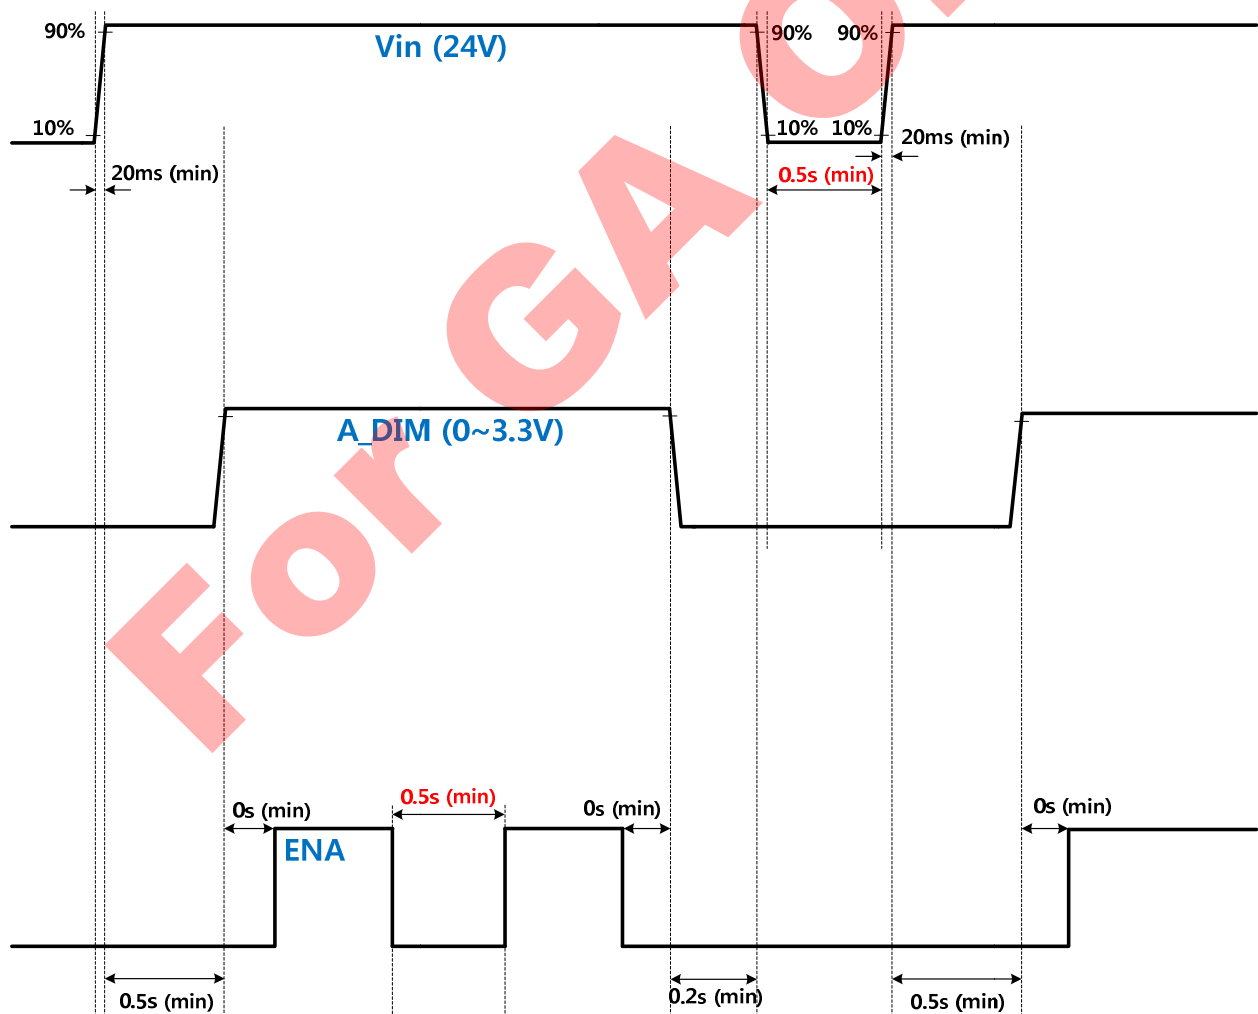 90%
Vin (24V)
90%
90%
10%
10%
10%
20ms (min)
20ms (min)
0.5s (min)
A_DIM (0~3.3V)
For GA
0s (min)
0.5s (min)
0s (min)
0s (min)
ENA
0.5s (min)
0.2s (min)
0.5s (min)